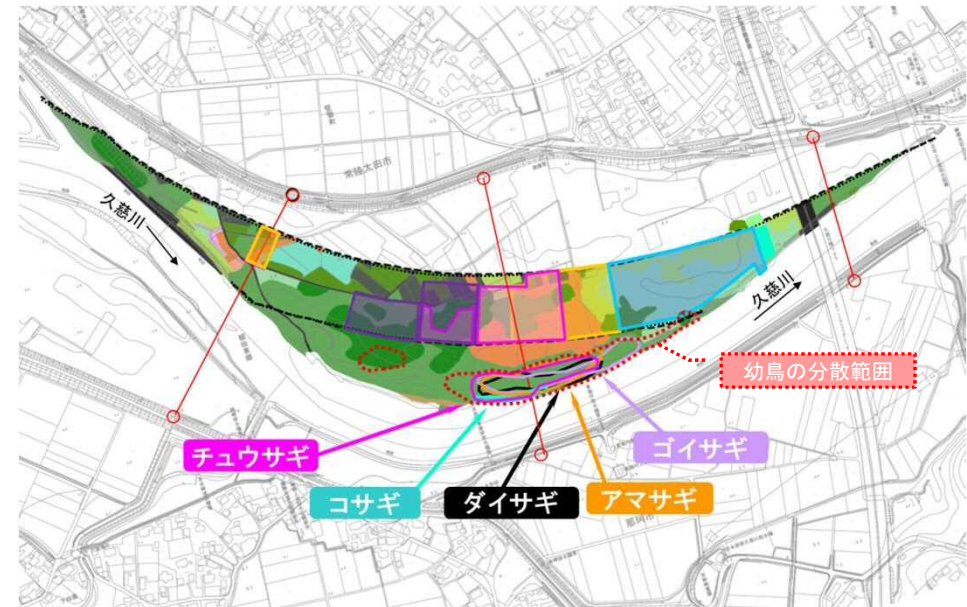 常陸太田市
久慈川
久慈川
幼鳥の分散範囲
チュウサギ
ゴイサギ
コサギ
ダイサギ
アマサギ
那珂市